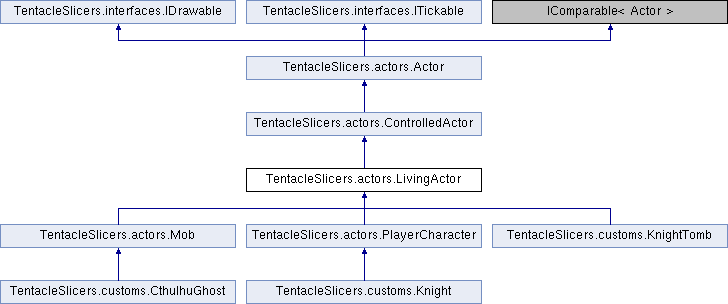 TentacleSlicers.interfaces.IDrawable
TentacleSlicers.interfaces.ITickable
IComparable< Actor >
TentacleSlicers.actors.Actor
TentacleSlicers.actors.ControlledActor
TentacleSlicers.actors.LivingActor
TentacleSlicers.actors.Mob
TentacleSlicers.actors.PlayerCharacter
TentacleSlicers.customs.KnightTomb
TentacleSlicers.customs.CthulhuGhost
TentacleSlicers.customs.Knight